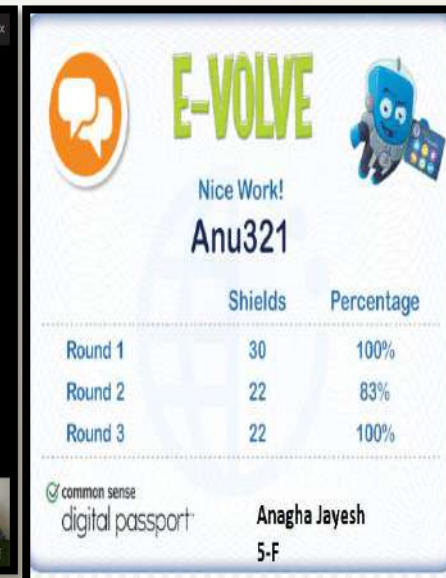 E-VOLVE
Nice Work!
Anu321
Shields Percentage
Round 1 30 100%
Round 2 22 83%
Round 3 22 100%
common sense
digital passport
Anagha Jayesh
5-F